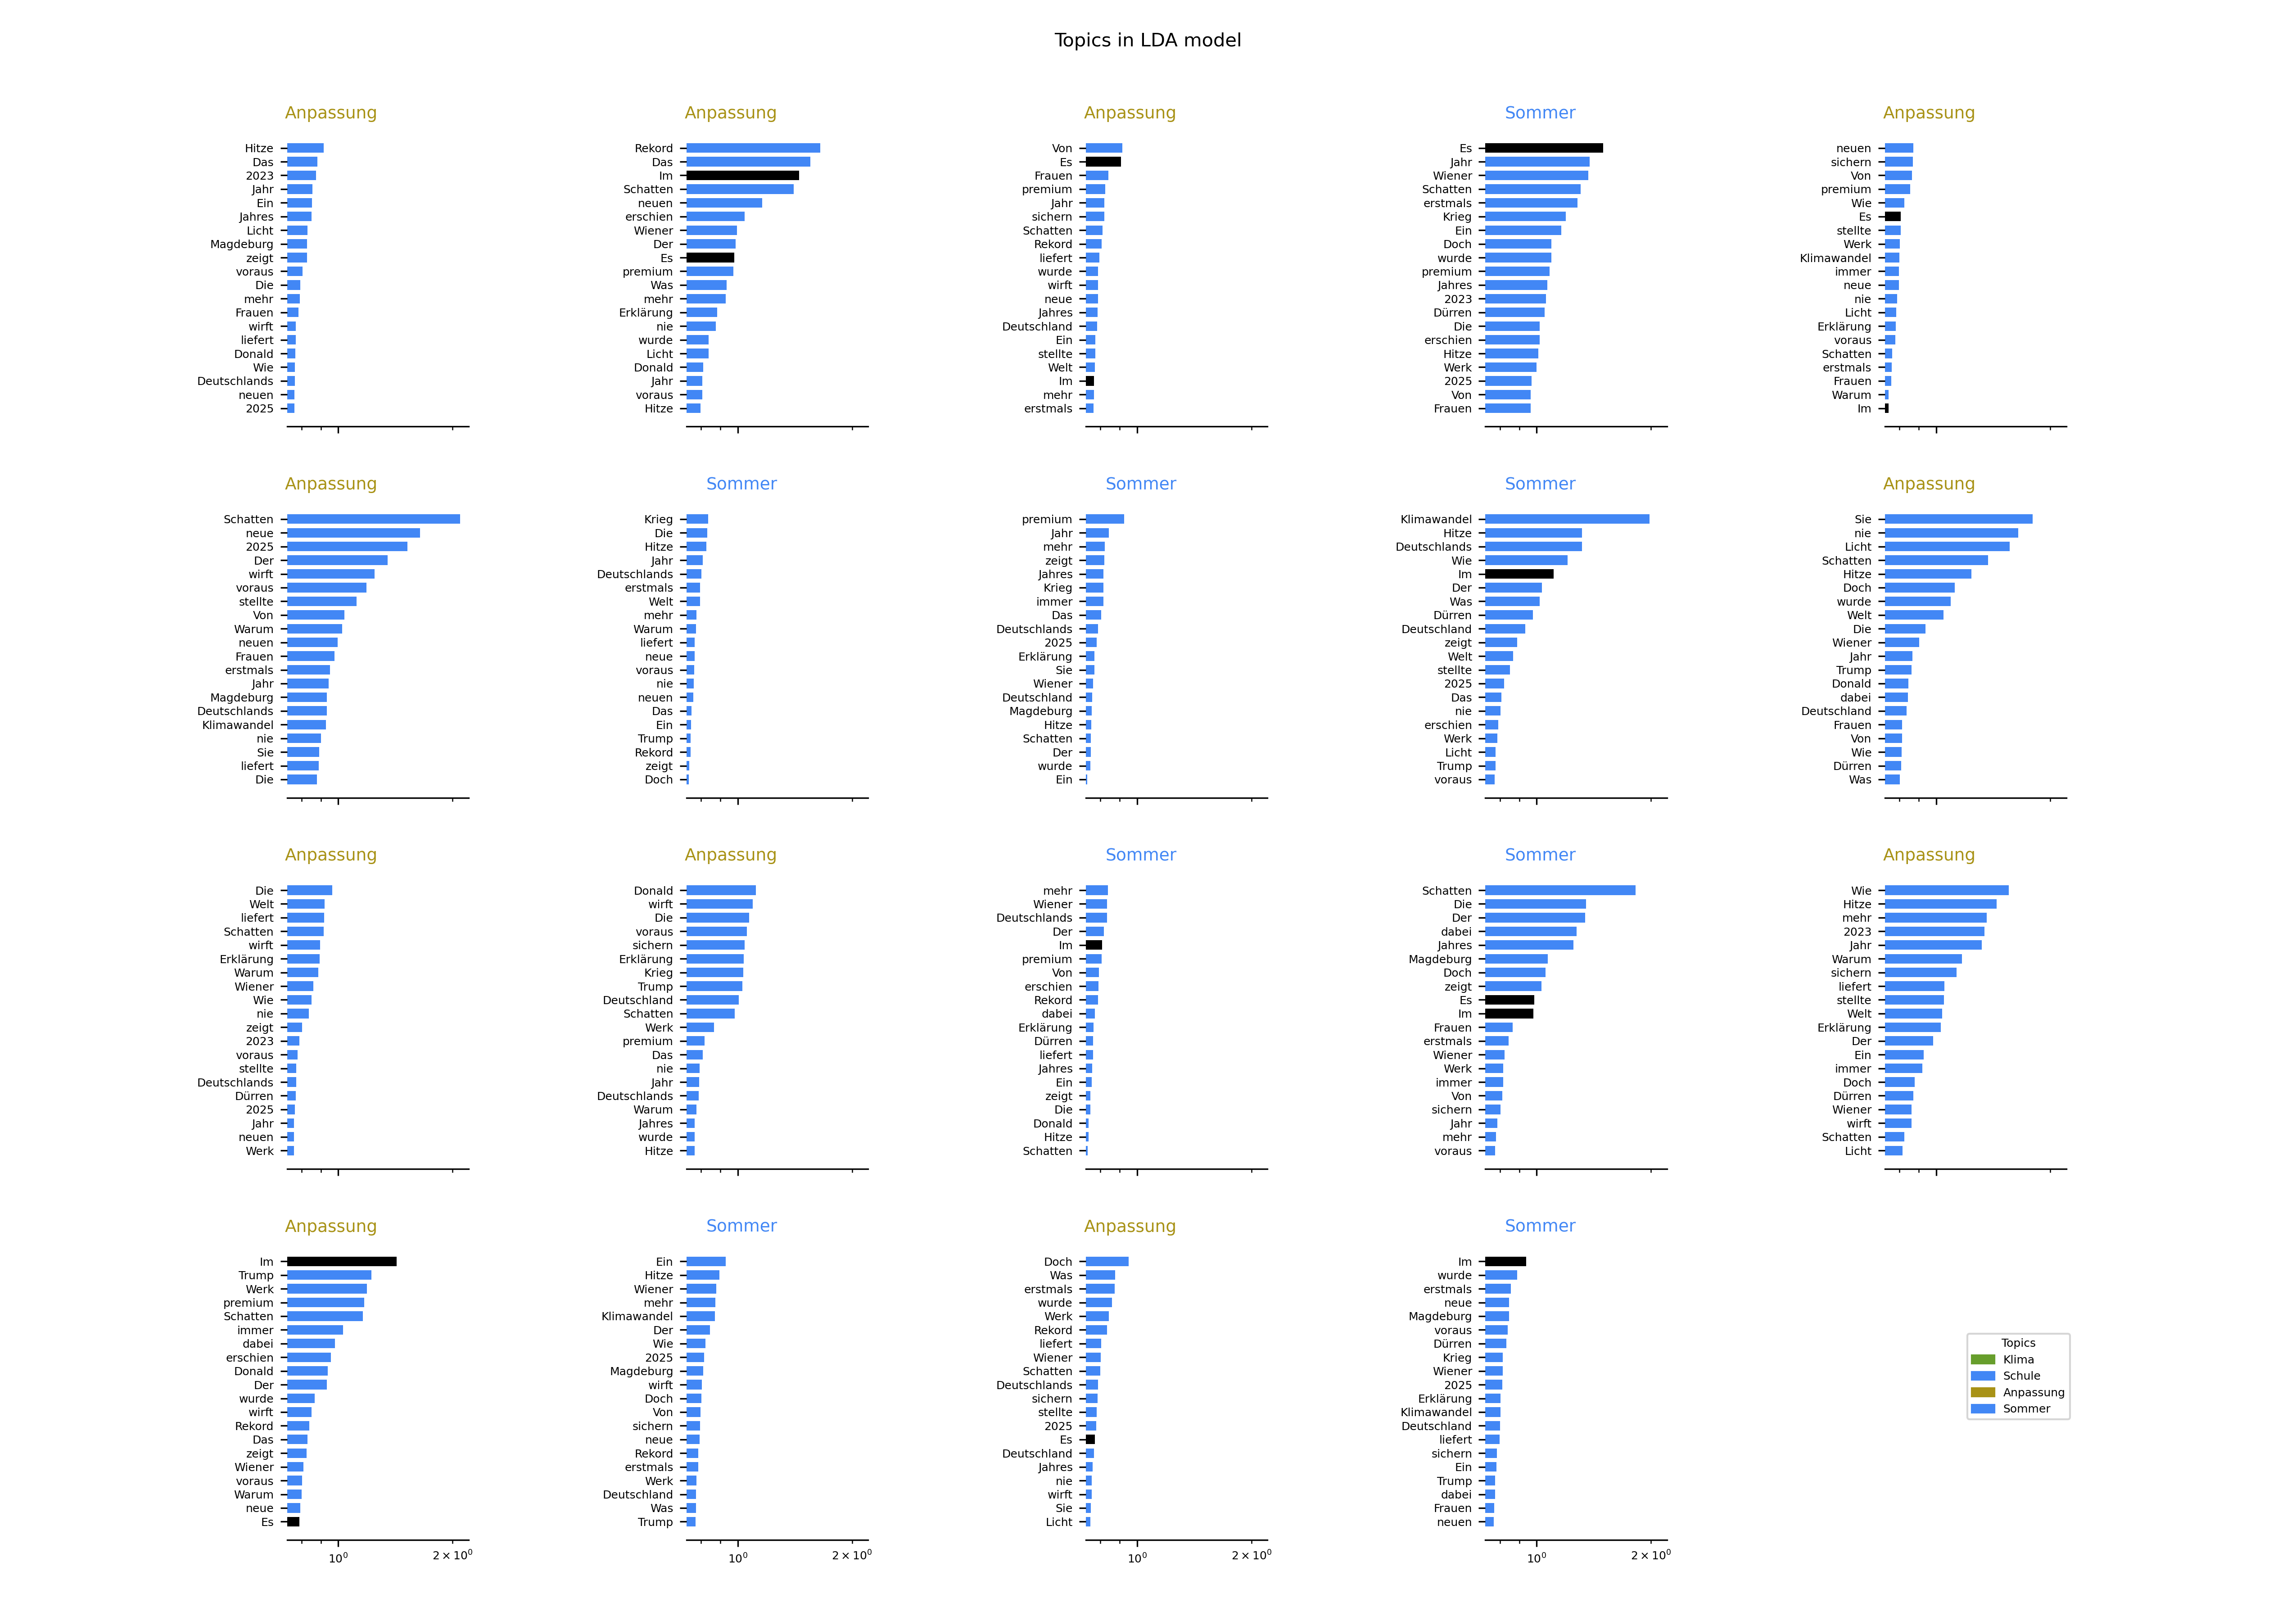 Topics in LDA model
Anpassung
Hitze
Das
2023
Jahr
Ein
Jahres
Licht
Magdeburg
zeigt
voraus
Die
mehr
Frauen
wirft
liefert
Donald
Wie
Deutschlands
neuen
2025
Anpassung
Rekord
Das
Im
Schatten
neuen
erschien
Wiener
Der
Es
premium
Was
mehr
Erklärung
nie
wurde
Licht
Donald
Jahr
voraus
Hitze
Anpassung
Von
Es
Frauen
premium
Jahr
sichern
Schatten
Rekord
liefert
wurde
wirft
neue
Jahres
Deutschland
Ein
stellte
Welt
Im
mehr
erstmals
Sommer
Es
Jahr
Wiener
Schatten
erstmals
Krieg
Ein
Doch
wurde
premium
Jahres
2023
Dürren
Die
erschien
Hitze
Werk
2025
Von
Frauen
Anpassung
neuen
sichern
Von
premium
Wie
Es
stellte
Werk
Klimawandel
immer
neue
nie
Licht
Erklärung
voraus
Schatten
erstmals
Frauen
Warum
Im
Anpassung
Schatten
neue
2025
Der
wirft
voraus
stellte
Von
Warum
neuen
Frauen
erstmals
Jahr
Magdeburg
Deutschlands
Klimawandel
nie
Sie
liefert
Die
Sommer
Krieg
Die
Hitze
Jahr
Deutschlands
erstmals
Welt
mehr
Warum
liefert
neue
voraus
nie
neuen
Das
Ein
Trump
Rekord
zeigt
Doch
Sommer
premium
Jahr
mehr
zeigt
Jahres
Krieg
immer
Das
Deutschlands
2025
Erklärung
Sie
Wiener
Deutschland
Magdeburg
Hitze
Schatten
Der
wurde
Ein
Sommer
Klimawandel
Hitze
Deutschlands
Wie
Im
Der
Was
Dürren
Deutschland
zeigt
Welt
stellte
2025
Das
nie
erschien
Werk
Licht
Trump
voraus
Anpassung
Sie
nie
Licht
Schatten
Hitze
Doch
wurde
Welt
Die
Wiener
Jahr
Trump
Donald
dabei
Deutschland
Frauen
Von
Wie
Dürren
Was
Anpassung
Die
Welt
liefert
Schatten
wirft
Erklärung
Warum
Wiener
Wie
nie
zeigt
2023
voraus
stellte
Deutschlands
Dürren
2025
Jahr
neuen
Werk
Anpassung
Donald
wirft
Die
voraus
sichern
Erklärung
Krieg
Trump
Deutschland
Schatten
Werk
premium
Das
nie
Jahr
Deutschlands
Warum
Jahres
wurde
Hitze
Sommer
mehr
Wiener
Deutschlands
Der
Im
premium
Von
erschien
Rekord
dabei
Erklärung
Dürren
liefert
Jahres
Ein
zeigt
Die
Donald
Hitze
Schatten
Sommer
Schatten
Die
Der
dabei
Jahres
Magdeburg
Doch
zeigt
Es
Im
Frauen
erstmals
Wiener
Werk
immer
Von
sichern
Jahr
mehr
voraus
Anpassung
Wie
Hitze
mehr
2023
Jahr
Warum
sichern
liefert
stellte
Welt
Erklärung
Der
Ein
immer
Doch
Dürren
Wiener
wirft
Schatten
Licht
Anpassung
Im
Trump
Werk
premium
Schatten
immer
dabei
erschien
Donald
Der
wurde
wirft
Rekord
Das
zeigt
Wiener
voraus
Warum
neue
Es
10⁰
2 × 10⁰
Sommer
Ein
Hitze
Wiener
mehr
Klimawandel
Der
Wie
2025
Magdeburg
wirft
Doch
Von
sichern
neue
Rekord
erstmals
Werk
Deutschland
Was
Trump
10⁰
2 × 10⁰
Anpassung
Doch
Was
erstmals
wurde
Werk
Rekord
liefert
Wiener
Schatten
Deutschlands
sichern
stellte
2025
Es
Deutschland
Jahres
nie
wirft
Sie
Licht
10⁰
2 × 10⁰
Sommer
Im
wurde
erstmals
neue
Magdeburg
voraus
Dürren
Krieg
Wiener
2025
Erklärung
Klimawandel
Deutschland
liefert
sichern
Ein
Trump
dabei
Frauen
neuen
10⁰
2 × 10⁰
Topics
Klima
Schule
Anpassung
Sommer